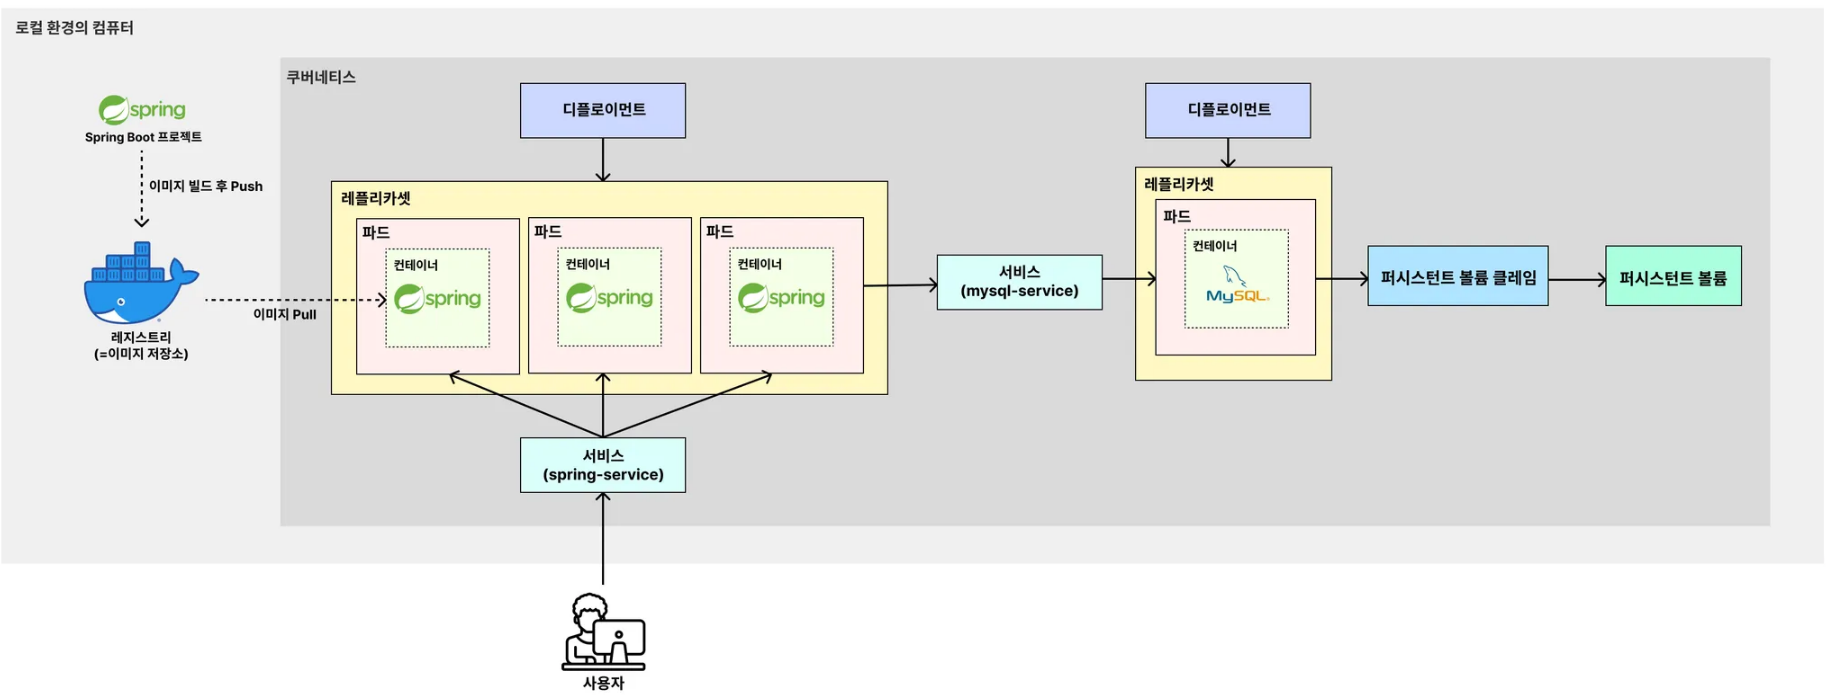 로컬 환경의 컴퓨터
쿠버네티스
spring
Spring Boot 프로젝트
이미지 빌드 후 Push
레지스트리
(=이미지 저장소)
이미지 Pull
디플로이먼트
레플리카셋
파드
컨테이너
spring
파드
컨테이너
spring
파드
컨테이너
spring
서비스
(spring-service)
사용자
서비스
(mysql-service)
디플로이먼트
레플리카셋
파드
컨테이너
MySQL
퍼시스턴트 볼륨 클레임
퍼시스턴트 볼륨